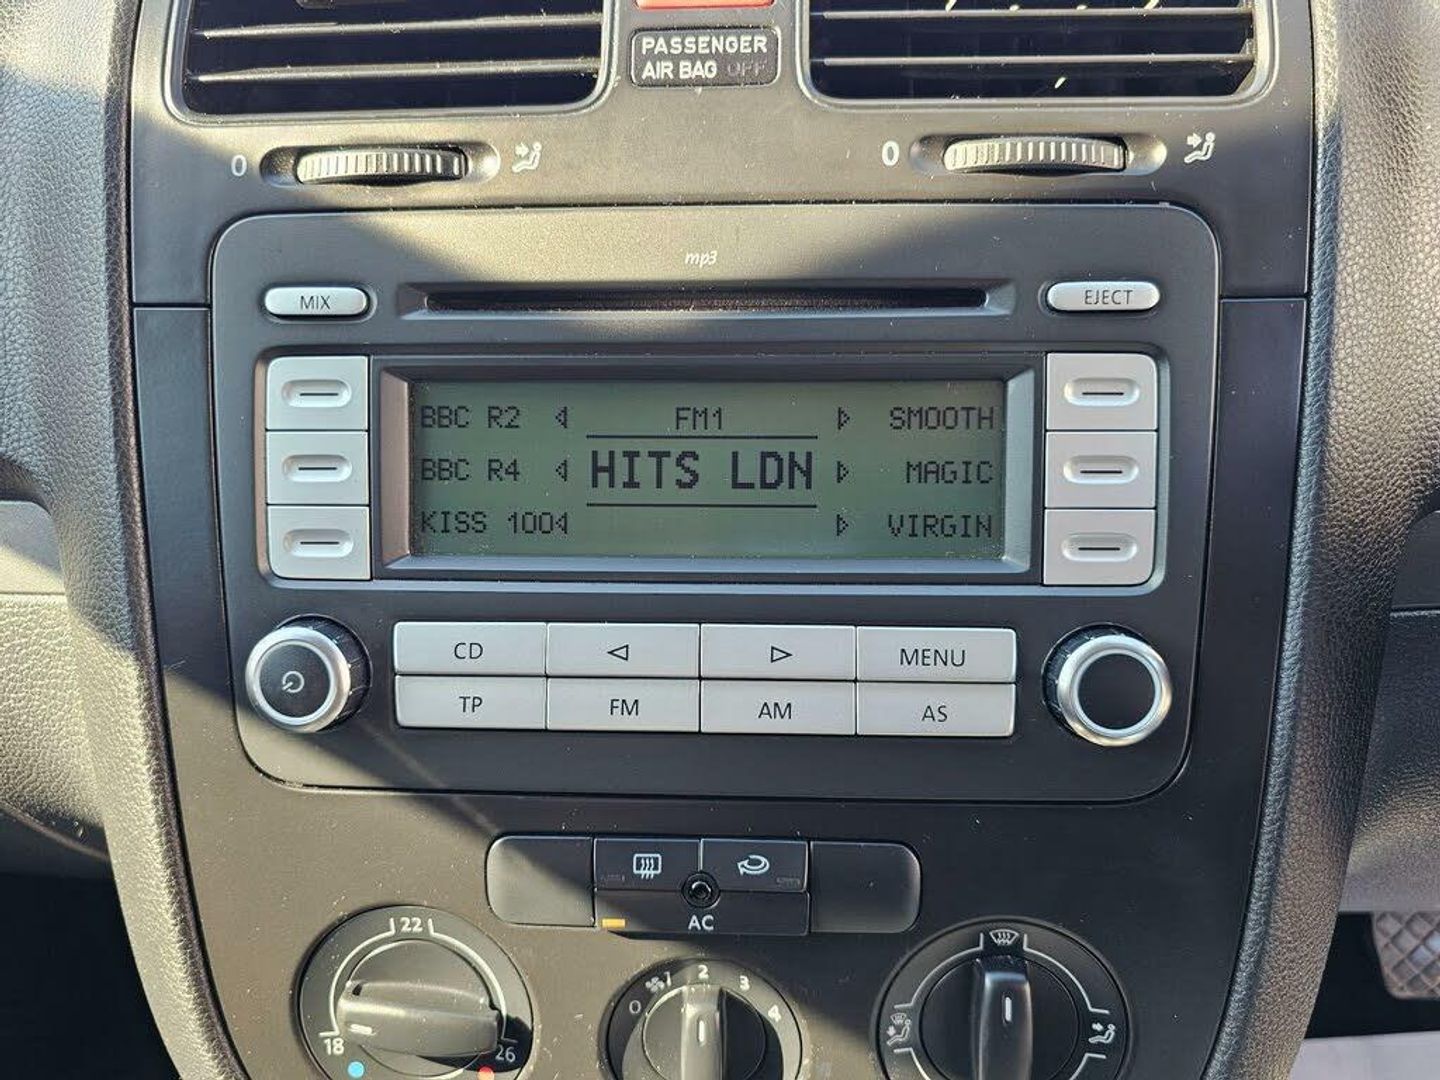 PASSENGER
AIR BAG OFF
0
0
mp3
MIX
EJECT
BBC R2 FM1 SMOOTH
BBC R4 HITS LDN MAGIC
KISS 100 VIRGIN
CD MENU
TP FM AM AS
AC
22
18 26
0 1 2 3 4